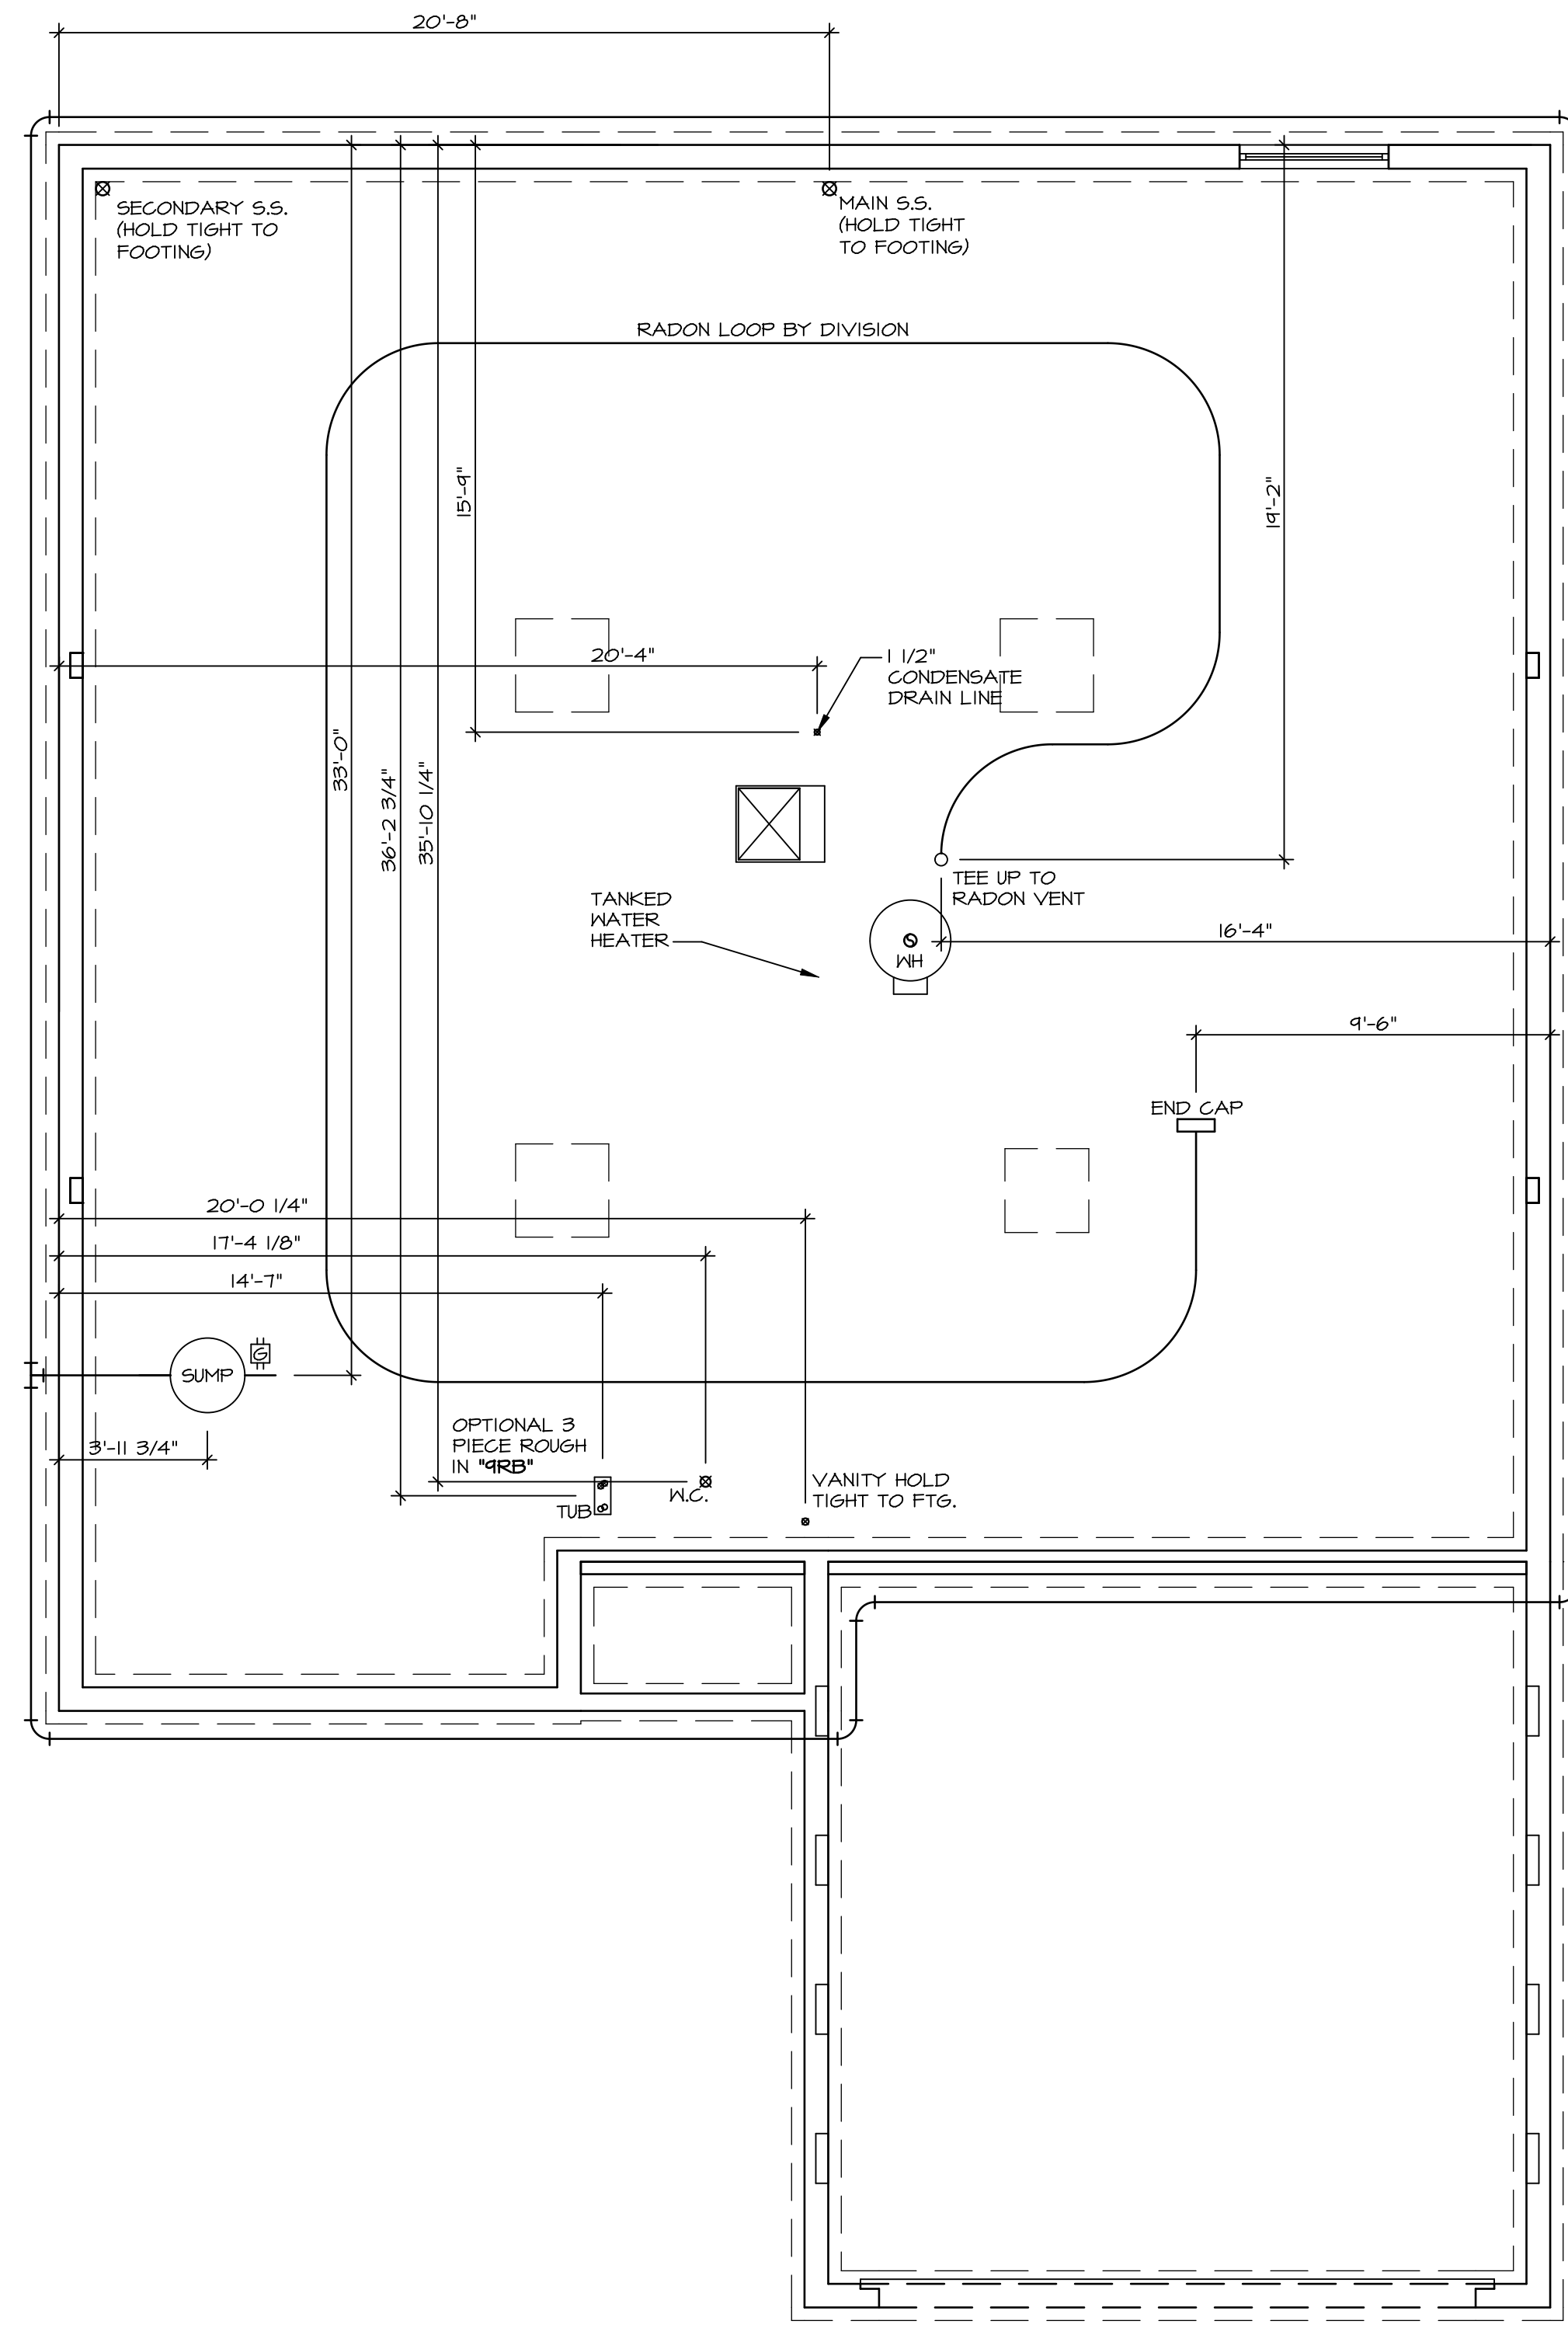 20'-8"
SECONDARY S.S.
(HOLD TIGHT TO
FOOTING)
MAIN S.S.
(HOLD TIGHT
TO FOOTING)
RADON LOOP BY DIVISION
15'-9"
19'-2"
20'-4"
1 1/2"
CONDENSATE
DRAIN LINE
33'-0"
36'-2 3/4"
35'-10 1/4"
TEE UP TO
RADON VENT
TANKED
WATER
HEATER
WH
16'-4"
9'-6"
END CAP
20'-0 1/4"
17'-4 1/8"
14'-7"
SUMP
G
3'-11 3/4"
OPTIONAL 3
PIECE ROUGH
IN "9RB"
TUB
W.C.
VANITY HOLD
TIGHT TO FTG.